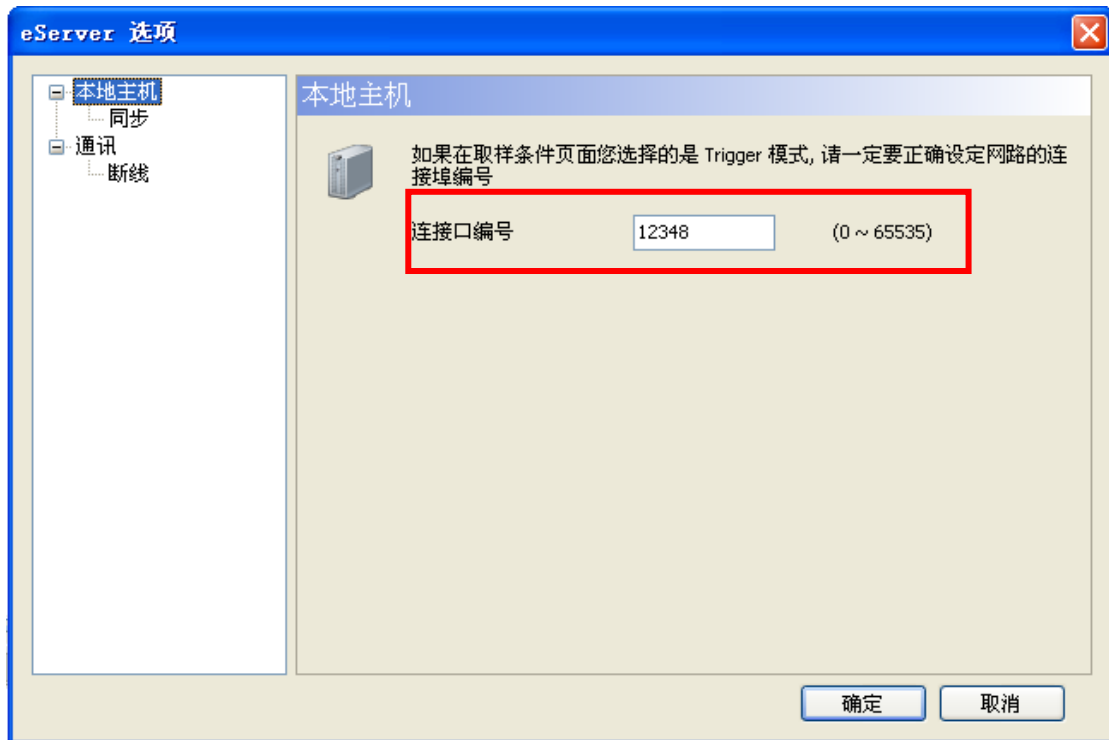 eServer 选项
本地主机
同步
通讯
断线
本地主机
如果在取样条件页面您选择的是 Trigger 模式, 请一定要正确设定网路的连
接埠编号
连接口编号 12348 (0 ~ 65535)
确定 取消